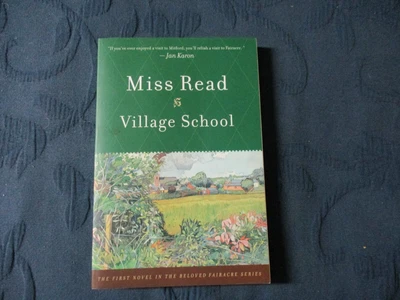 "If you've ever enjoyed a visit to Mitford, you'll relish a visit to Fairacre."
— Jan Karon
Miss Read
Village School
THE FIRST NOVEL IN THE BELOVED FAIRACRE SERIES